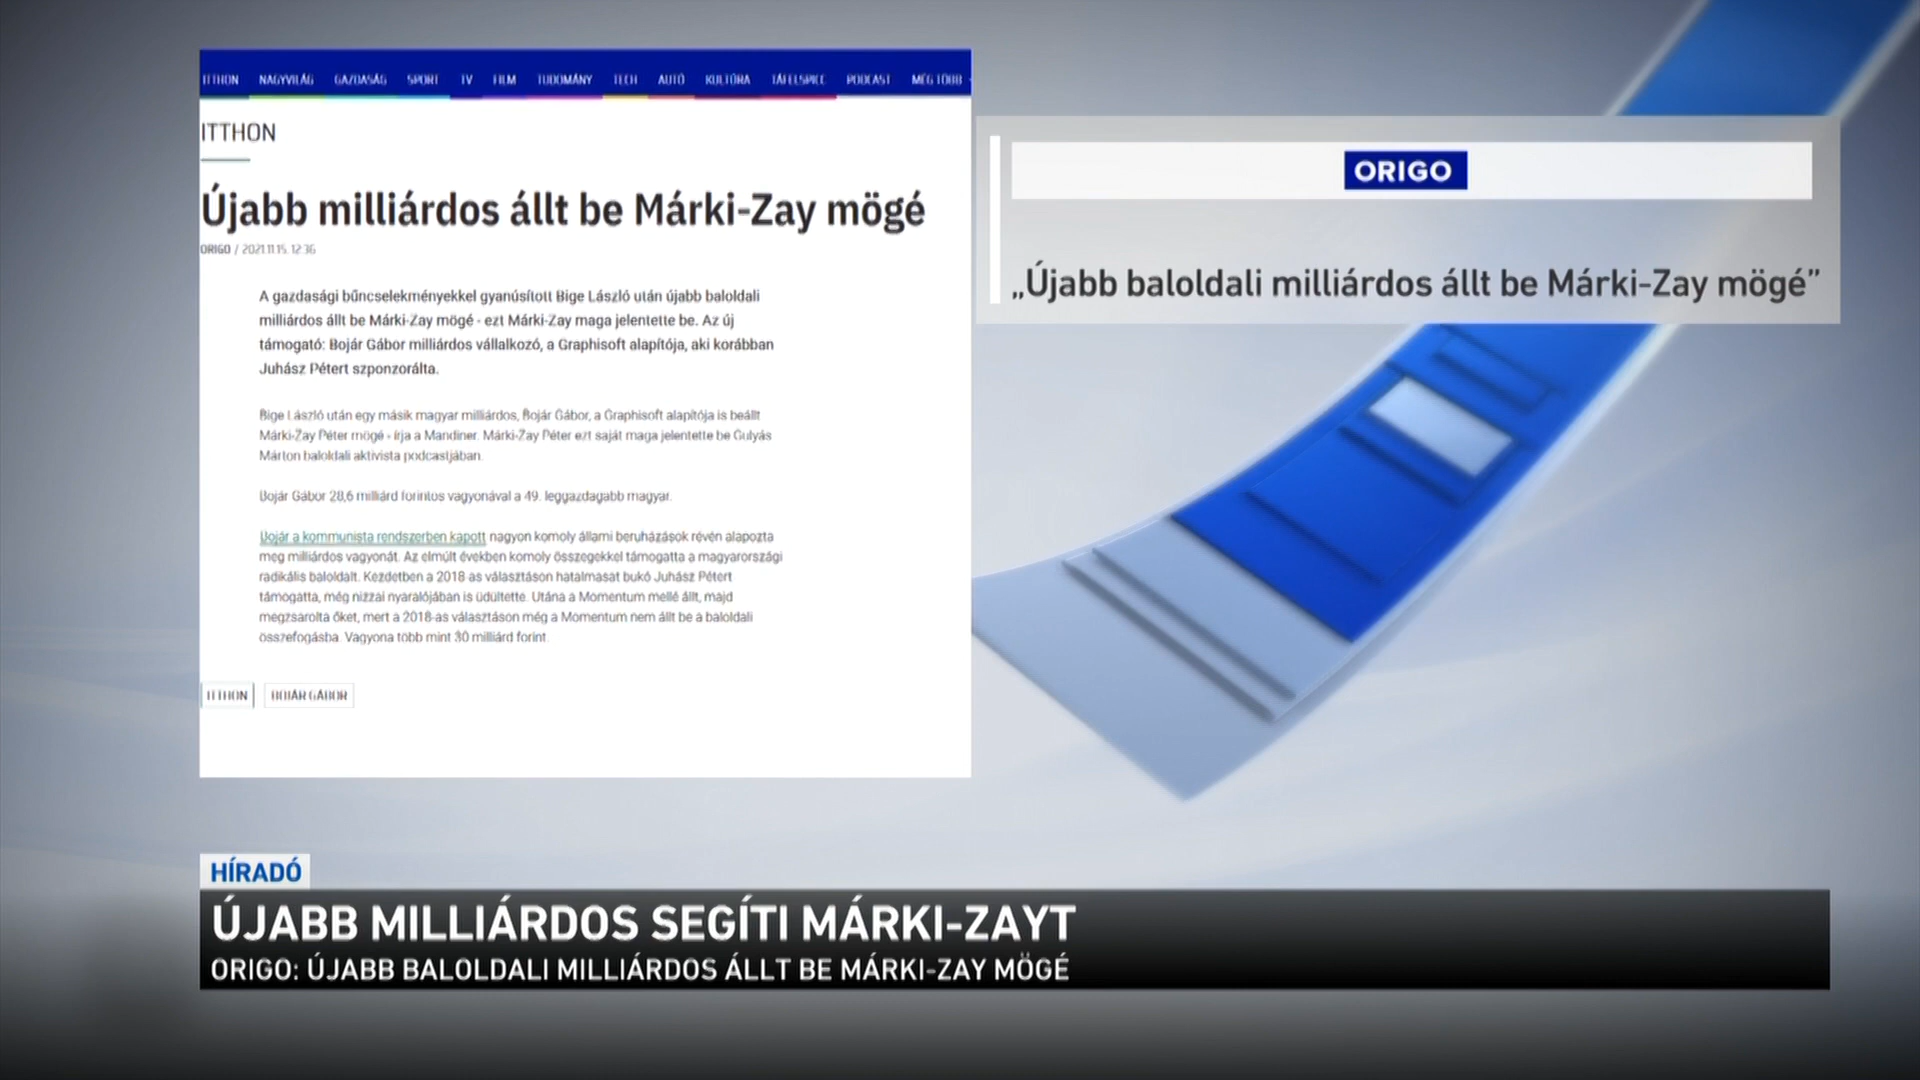 ITTHON NAGYVILÁG GAZDASÁG SPORT TV FILM TUDOMÁNY TECH AUTÓ KULTÚRA TÁFELSPICC PODCAST MÉG TÖBB
ITTHON
Újabb milliárdos állt be Márki-Zay mögé
ORIGO / 2021.11.15. 12:36
A gazdasági bűncselekményekkel gyanúsított Bige László után újabb baloldali
milliárdos állt be Márki-Zay mögé - ezt Márki-Zay maga jelentette be. Az új
támogató: Bojár Gábor milliárdos vállalkozó, a Graphisoft alapítója, aki korábban
Juhász Pétert szponzorálta.
Bige László után egy másik magyar milliárdos, Bojár Gábor, a Graphisoft alapítója is beállt
Márki-Zay Péter mögé - írja a Mandiner. Márki-Zay Péter ezt saját maga jelentette be Gulyás
Márton baloldali aktivista podcastjában.
Bojár Gábor 28,6 milliárd forintos vagyonával a 49. leggazdagabb magyar.
Bojár a kommunista rendszerben kapott nagyon komoly állami beruházások révén alapozta
meg milliárdos vagyonát. Az elmúlt években komoly összegekkel támogatta a magyarországi
radikális baloldalt. Kezdetben a 2018-as választáson hatalmasat bukó Juhász Pétert
támogatta, még nizzai nyaralójában is üdültette. Utána a Momentum mellé állt, majd
megzsarolta őket, mert a 2018-as választáson még a Momentum nem állt be a baloldali
összefogásba. Vagyona több mint 30 milliárd forint.
ITTHON BOJÁR GÁBOR
ORIGO
„Újabb baloldali milliárdos állt be Márki-Zay mögé”
HÍRADÓ
ÚJABB MILLIÁRDOS SEGÍTI MÁRKI-ZAYT
ORIGO: ÚJABB BALOLDALI MILLIÁRDOS ÁLLT BE MÁRKI-ZAY MÖGÉ